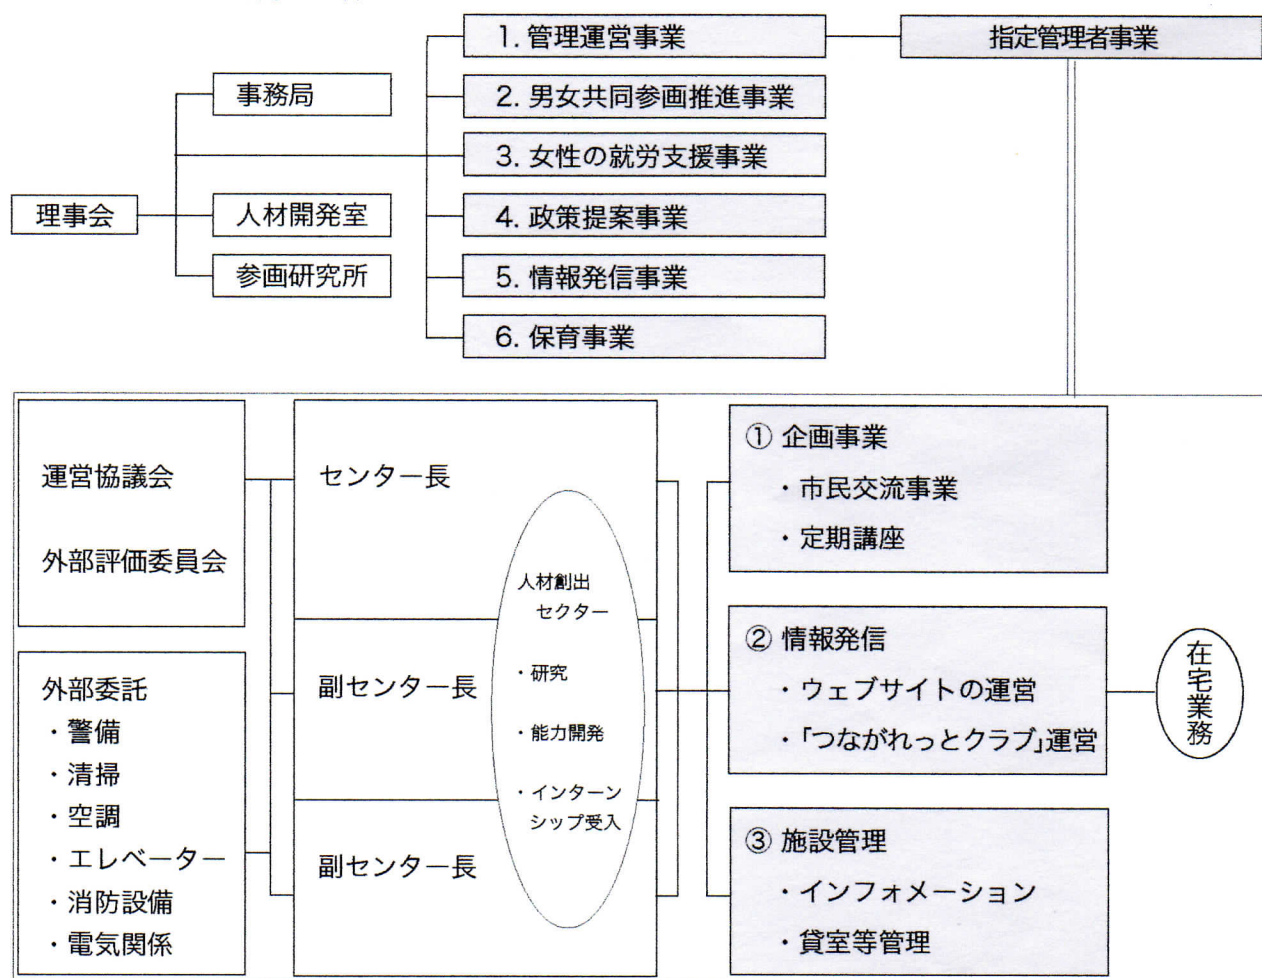 1. 管理運営事業
指定管理者事業
事務局
2. 男女共同参画推進事業
3. 女性の就労支援事業
理事会
人材開発室
4. 政策提案事業
参画研究所
5. 情報発信事業
6. 保育事業
運営協議会
外部評価委員会
外部委託
・警備
・清掃
・空調
・エレベーター
・消防設備
・電気関係
センター長
副センター長
副センター長
人材創出
セクター
・研究
・能力開発
・インターン
シップ受入
① 企画事業
・市民交流事業
・定期講座
② 情報発信
・ウェブサイトの運営
・「つながれっとクラブ」運営
③ 施設管理
・インフォメーション
・貸室等管理
在宅業務